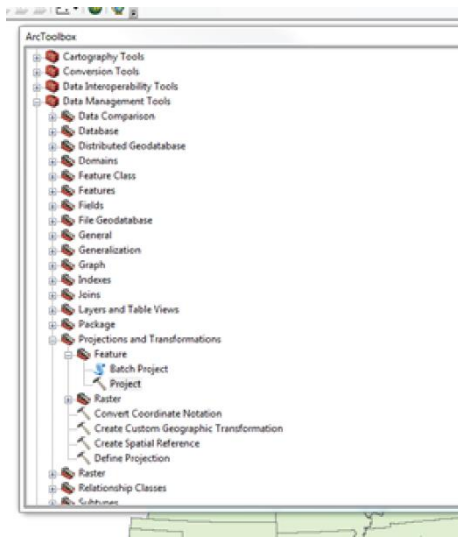 ArcToolbox
Cartography Tools
Conversion Tools
Data Interoperability Tools
Data Management Tools
Data Comparison
Database
Distributed Geodatabase
Domains
Feature Class
Features
Fields
File Geodatabase
General
Generalization
Graph
Indexes
Joins
Layers and Table Views
Package
Projections and Transformations
Feature
Batch Project
Project
Raster
Convert Coordinate Notation
Create Custom Geographic Transformation
Create Spatial Reference
Define Projection
Raster
Relationship Classes
Subtypes